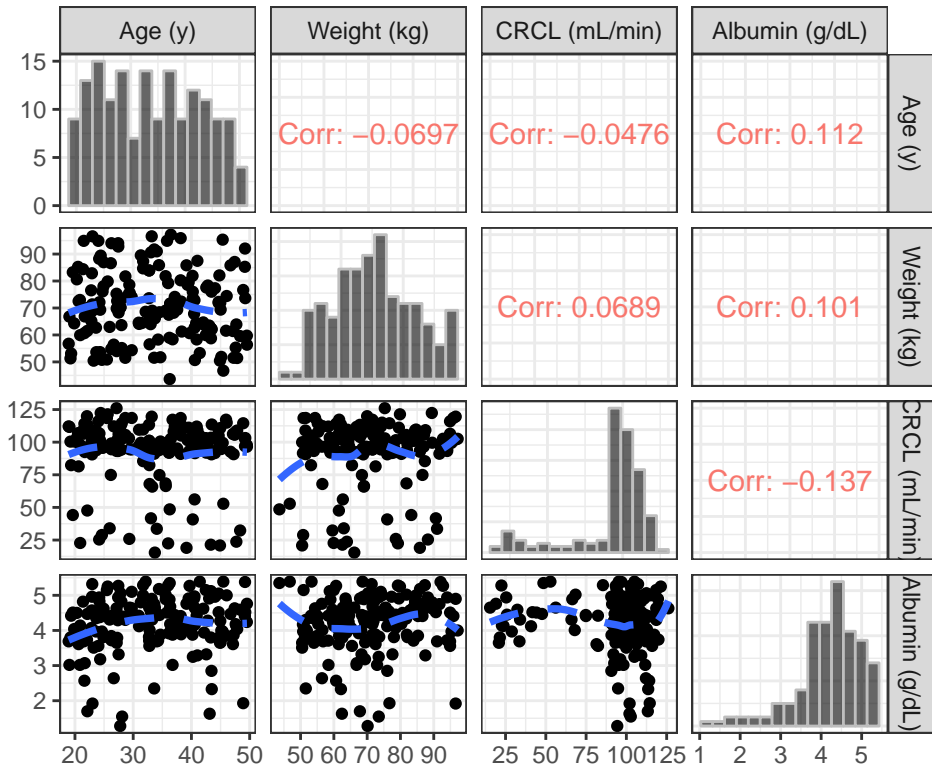 Age (y) Weight (kg) CRCL (mL/min) Albumin (g/dL)
15
10
5
0
Corr: −0.0697 Corr: −0.0476 Corr: 0.112
Age (y)
90
80
70
60
50
Corr: 0.0689 Corr: 0.101
Weight (kg)
125
100
75
50
25
Corr: −0.137
CRCL (mL/min)
5
4
3
2
Albumin (g/dL)
20 30 40 50 50 60 70 80 90 25 50 75 100 125 1 2 3 4 5